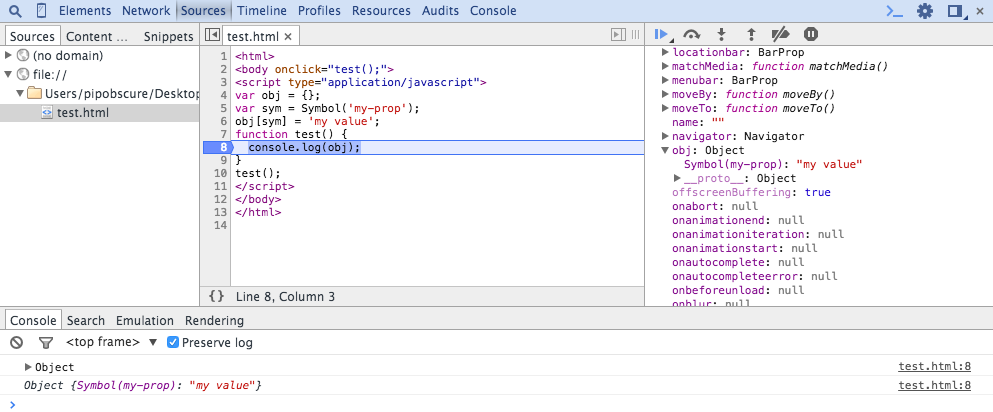 Elements Network Sources Timeline Profiles Resources Audits Console
Sources Content ... Snippets
(no domain)
file://
Users/pipobscure/Desktop
test.html
test.html ×
1 <html>
2 <body onclick="test();">
3 <script type="application/javascript">
4 var obj = {};
5 var sym = Symbol('my-prop');
6 obj[sym] = 'my value';
7 function test() {
8 console.log(obj);
9 }
10 test();
11 </script>
12 </body>
13 </html>
14
{} Line 8, Column 3
locationbar: BarProp
matchMedia: function matchMedia()
menubar: BarProp
moveBy: function moveBy()
moveTo: function moveTo()
name: ""
navigator: Navigator
obj: Object
Symbol(my-prop): "my value"
__proto__: Object
offscreenBuffering: true
onabort: null
onanimationend: null
onanimationiteration: null
onanimationstart: null
onautocomplete: null
onautocompleteerror: null
onbeforeunload: null
onblur: null
Console Search Emulation Rendering
<top frame> ▼ Preserve log
Object test.html:8
Object {Symbol(my-prop): "my value"} test.html:8
>